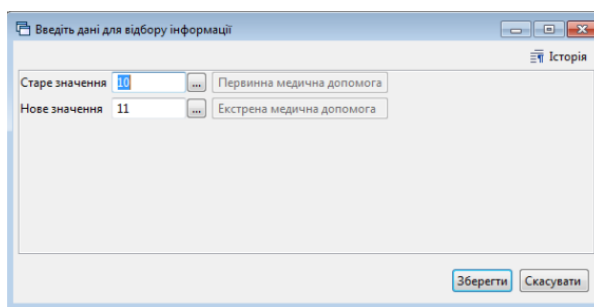 Введіть дані для відбору інформації
Історія
Старе значення 10 ... Первинна медична допомога
Нове значення 11 ... Екстрена медична допомога
Зберегти Скасувати